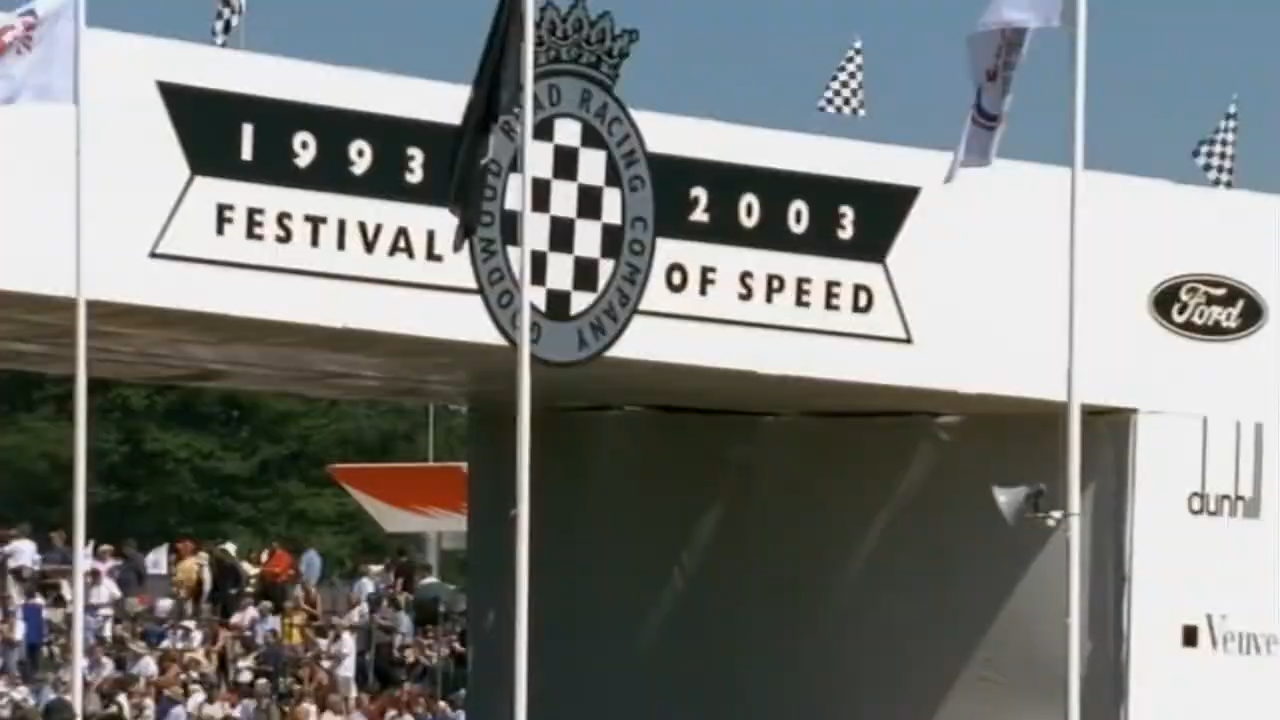 1993
FESTIVAL
GOODWOOD ROAD RACING COMPANY
2003
OF SPEED
Ford
dunhill
Veuve